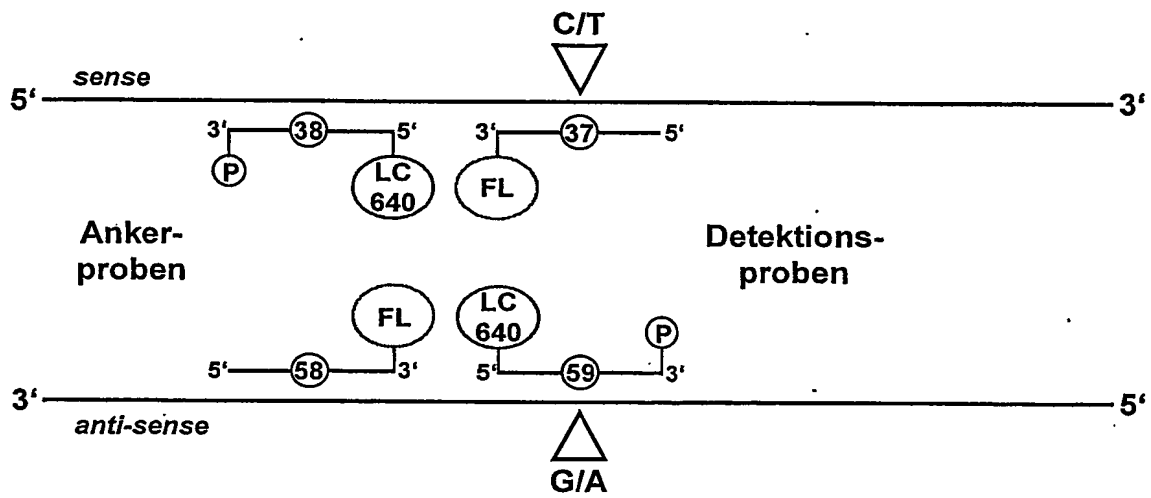 C/T
sense
5‘ 3‘
3‘ 38 5‘ 3‘ 37 5‘
P LC 640 FL
Anker-
proben
Detektions-
proben
FL LC 640 P
5‘ 58 3‘ 5‘ 59 3‘
3‘ 5‘
anti-sense
G/A